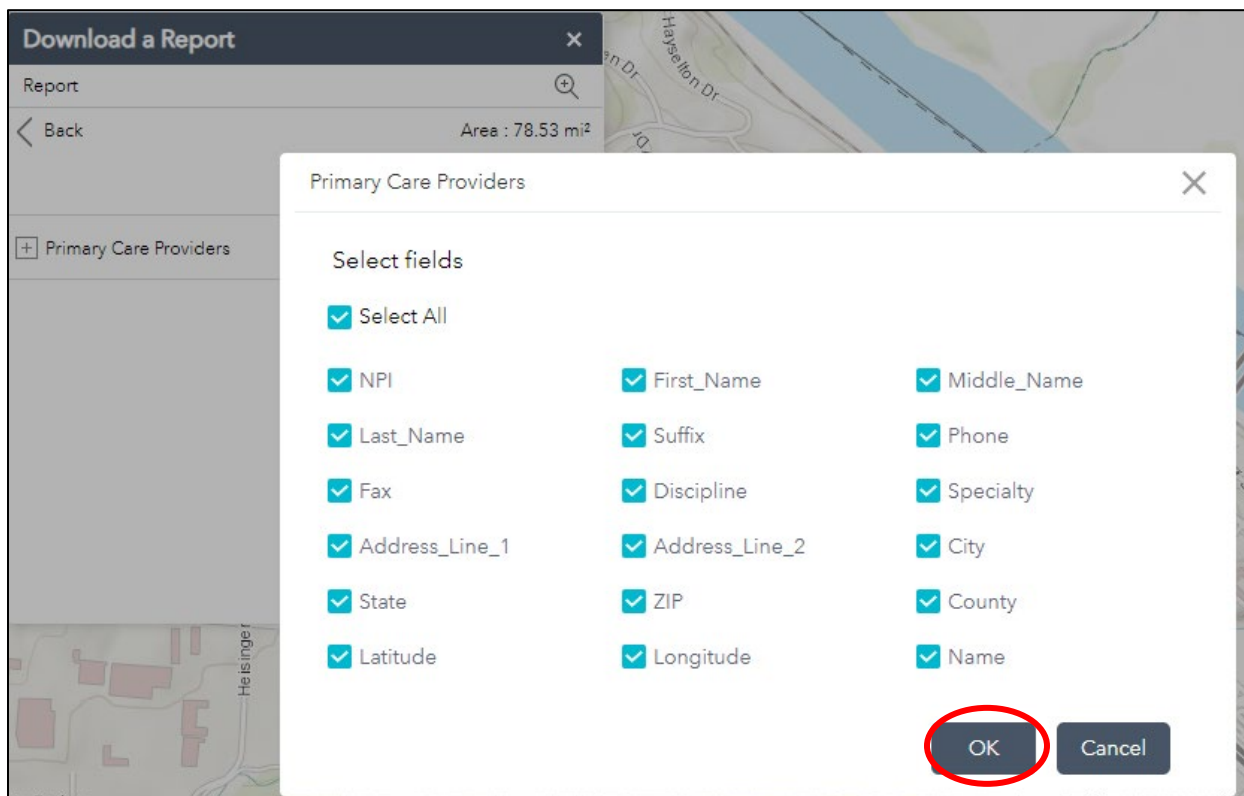 Download a Report
Report
Back
Area : 78.53 mi²
Primary Care Providers
Hayselton Dr
Dr
Heisinger
Primary Care Providers
Select fields
Select All
NPI
First_Name
Middle_Name
Last_Name
Suffix
Phone
Fax
Discipline
Specialty
Address_Line_1
Address_Line_2
City
State
ZIP
County
Latitude
Longitude
Name
OK
Cancel